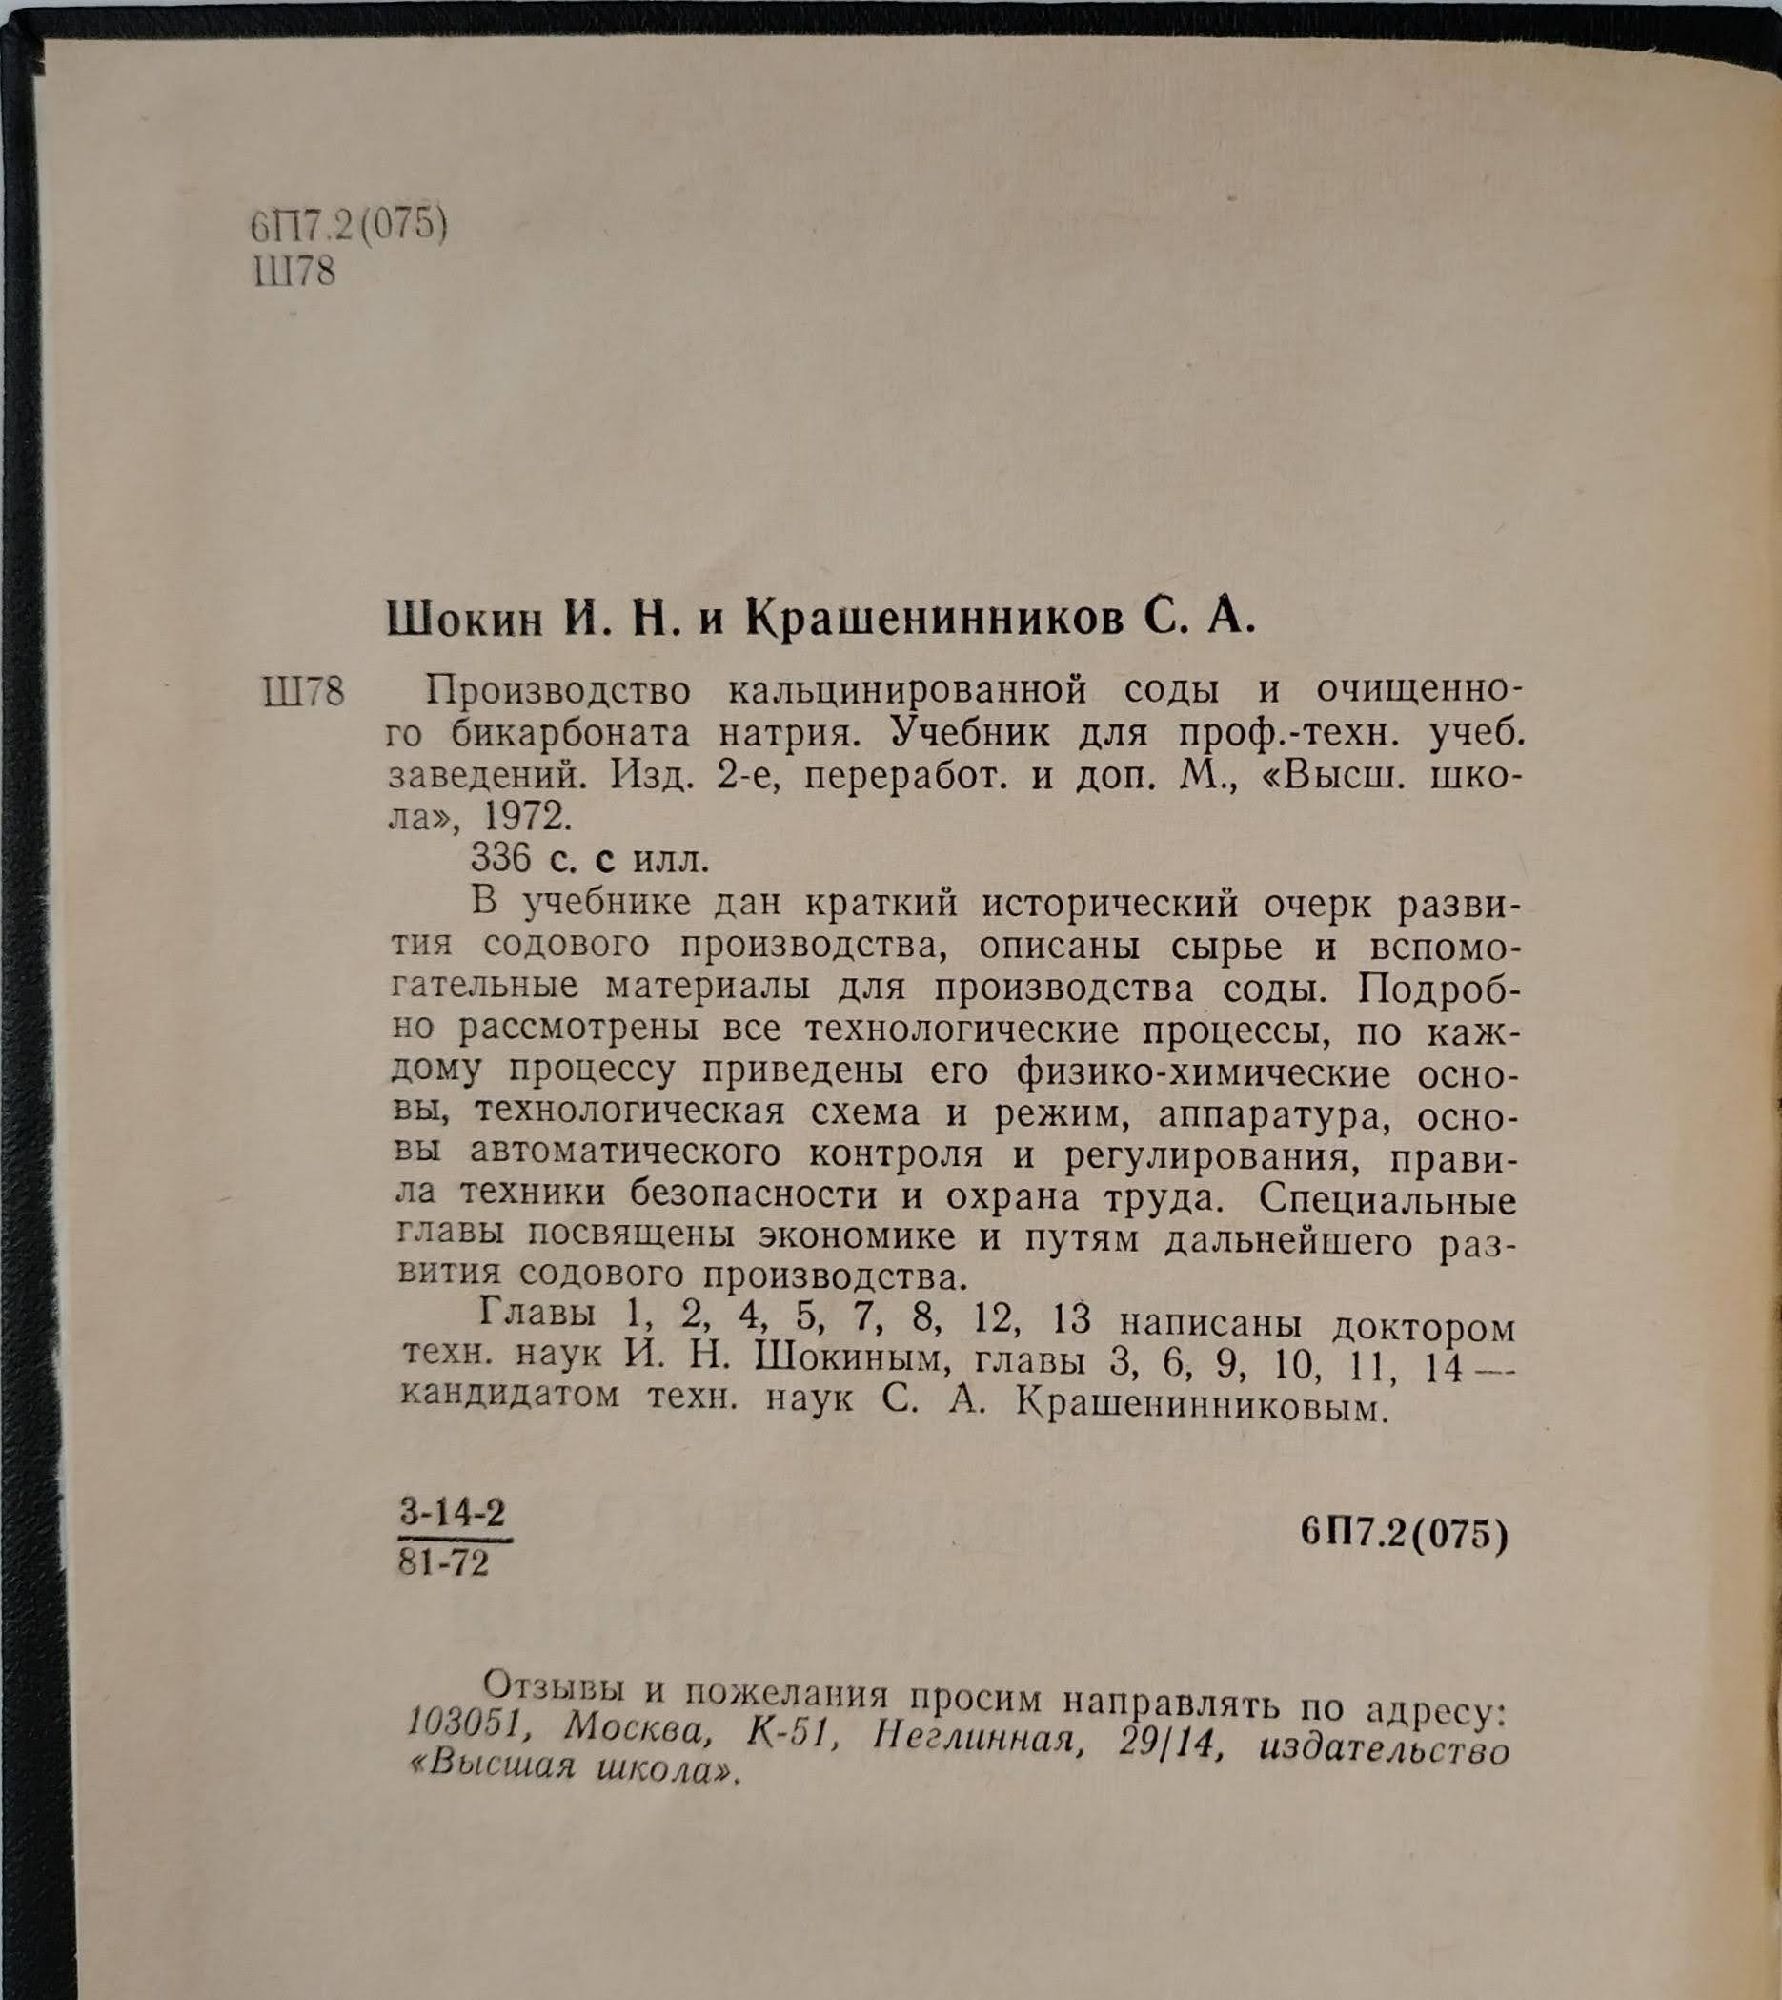 6П7.2(075)
Ш78
Шокин И. Н. и Крашенинников С. А.
Ш78 Производство кальцинированной соды и очищенно-
го бикарбоната натрия. Учебник для проф.-техн. учеб.
заведений. Изд. 2-е, переработ. и доп. М., «Высш. шко-
ла», 1972.
336 с. с илл.
В учебнике дан краткий исторический очерк разви-
тия содового производства, описаны сырье и вспомо-
гательные материалы для производства соды. Подроб-
но рассмотрены все технологические процессы, по каж-
дому процессу приведены его физико-химические осно-
вы, технологическая схема и режим, аппаратура, осно-
вы автоматического контроля и регулирования, прави-
ла техники безопасности и охрана труда. Специальные
главы посвящены экономике и путям дальнейшего раз-
вития содового производства.
Главы 1, 2, 4, 5, 7, 8, 12, 13 написаны доктором
техн. наук И. Н. Шокиным, главы 3, 6, 9, 10, 11, 14 —
кандидатом техн. наук С. А. Крашенинниковым.
3-14-2
81-72
6П7.2(075)
Отзывы и пожелания просим направлять по адресу:
103051, Москва, К-51, Неглинная, 29/14, издательство
«Высшая школа».